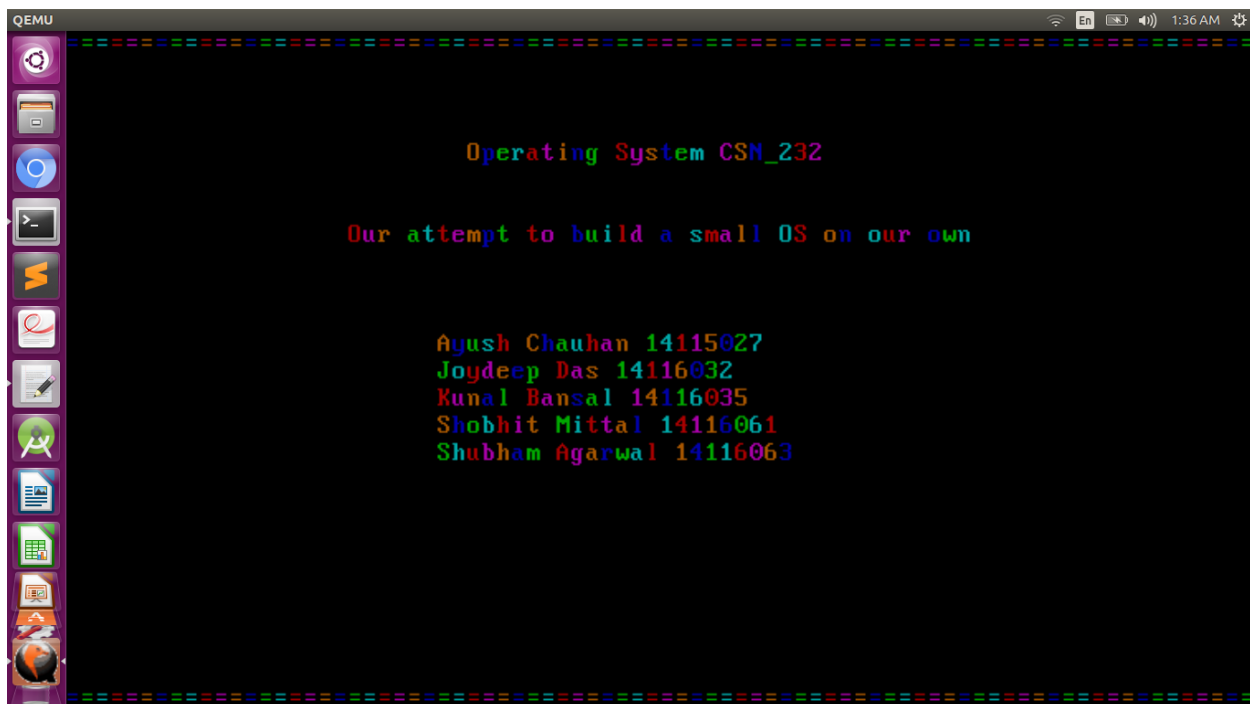 QEMU
En
1:36 AM
================================================================================
Operating System CSN_232
Our attempt to build a small OS on our own
Ayush Chauhan 14115027
Joydeep Das 14116032
Kunal Bansal 14116035
Shobhit Mittal 14116061
Shubham Agarwal 14116063
================================================================================